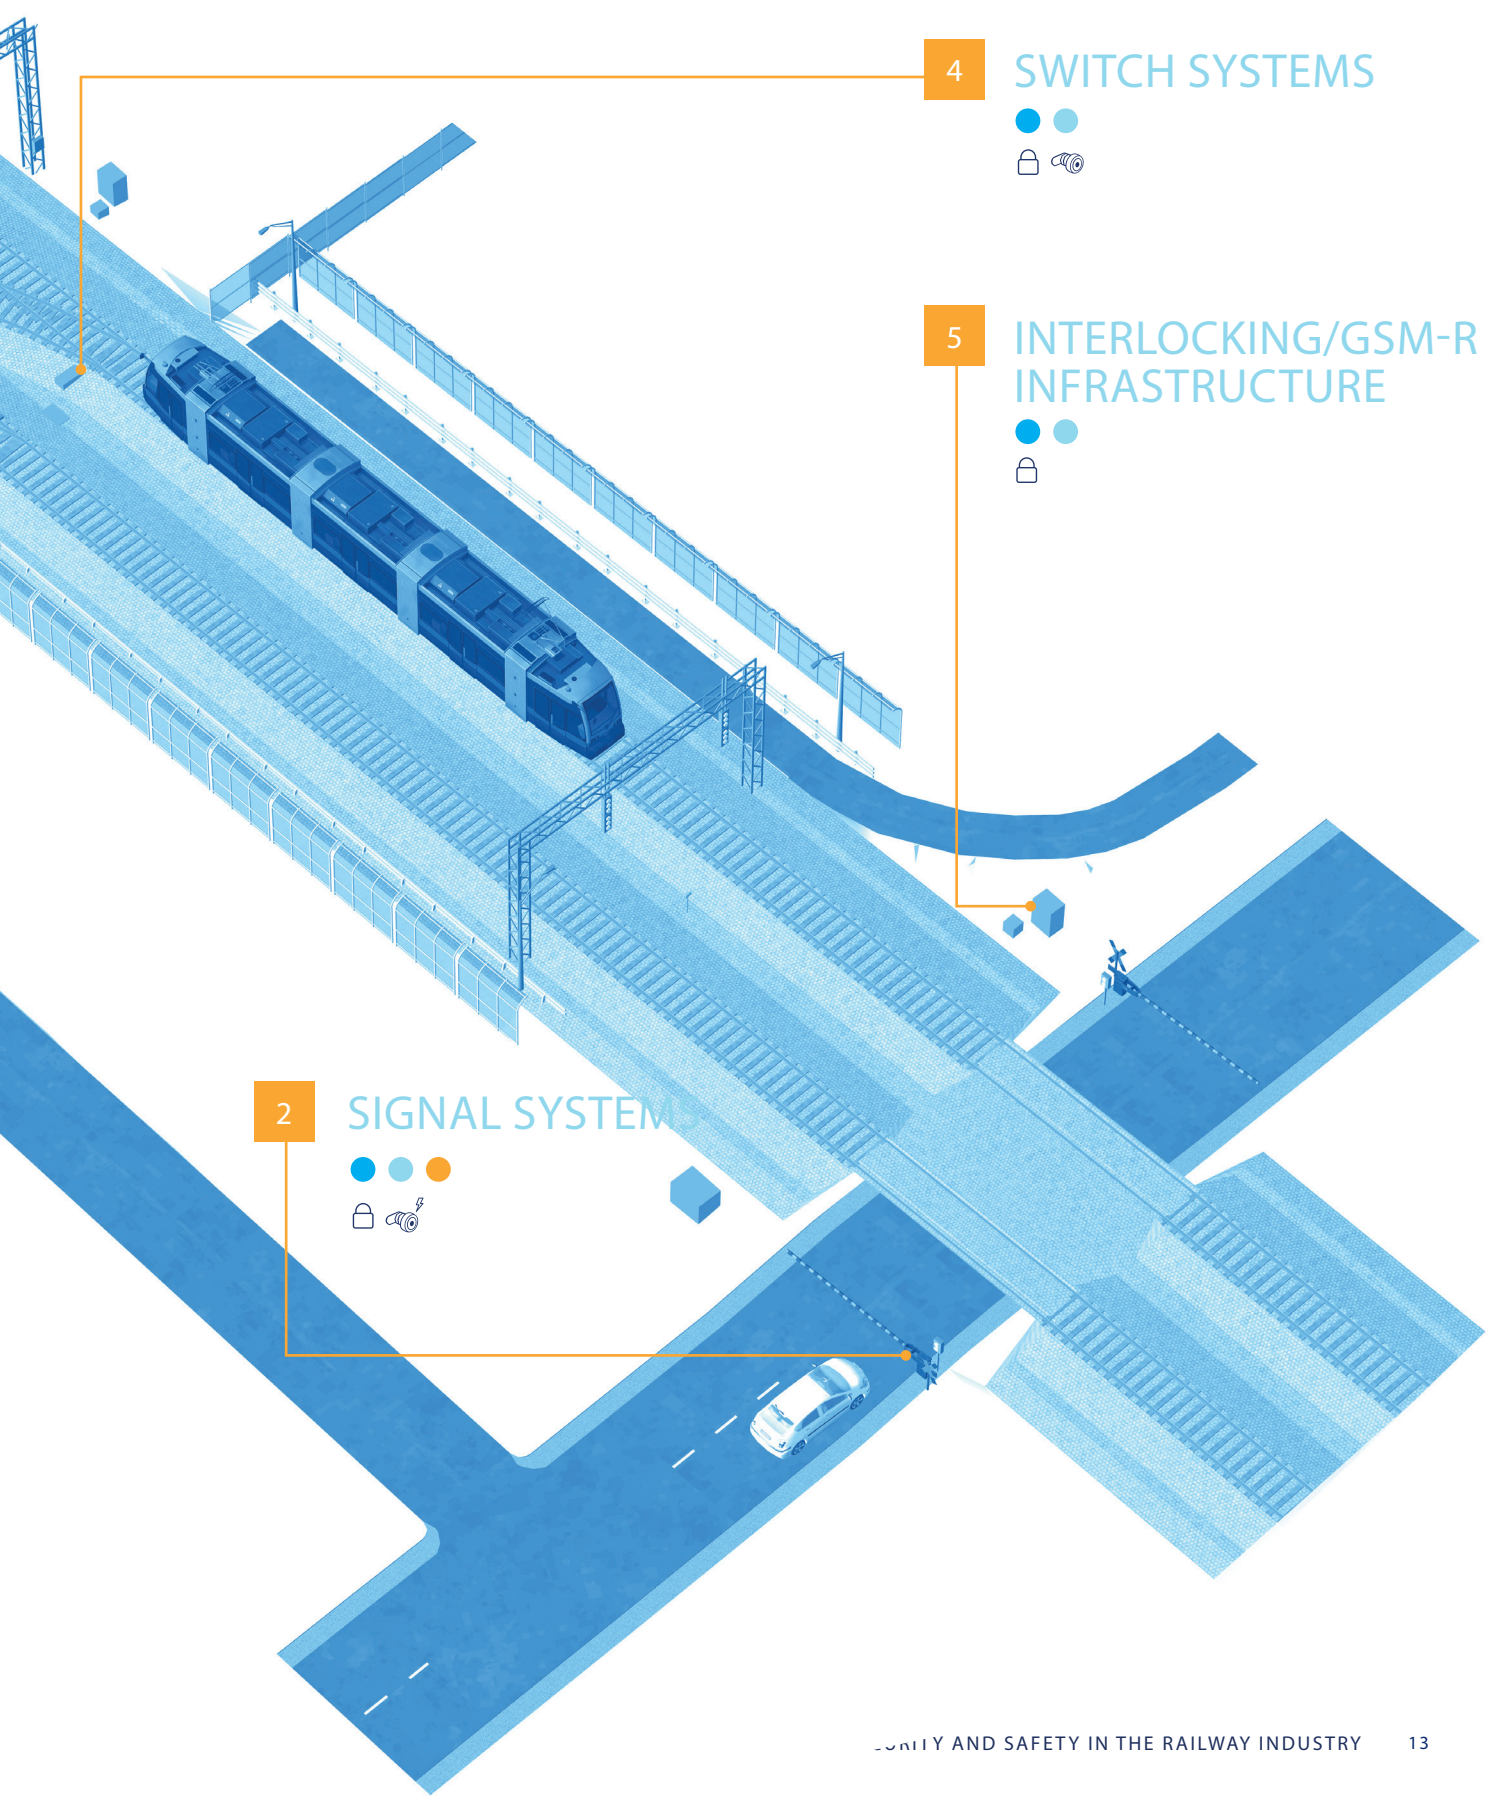 4
SWITCH SYSTEMS
5
INTERLOCKING/GSM-R
INFRASTRUCTURE
2
SIGNAL SYSTEMS
AND SAFETY IN THE RAILWAY INDUSTRY 13